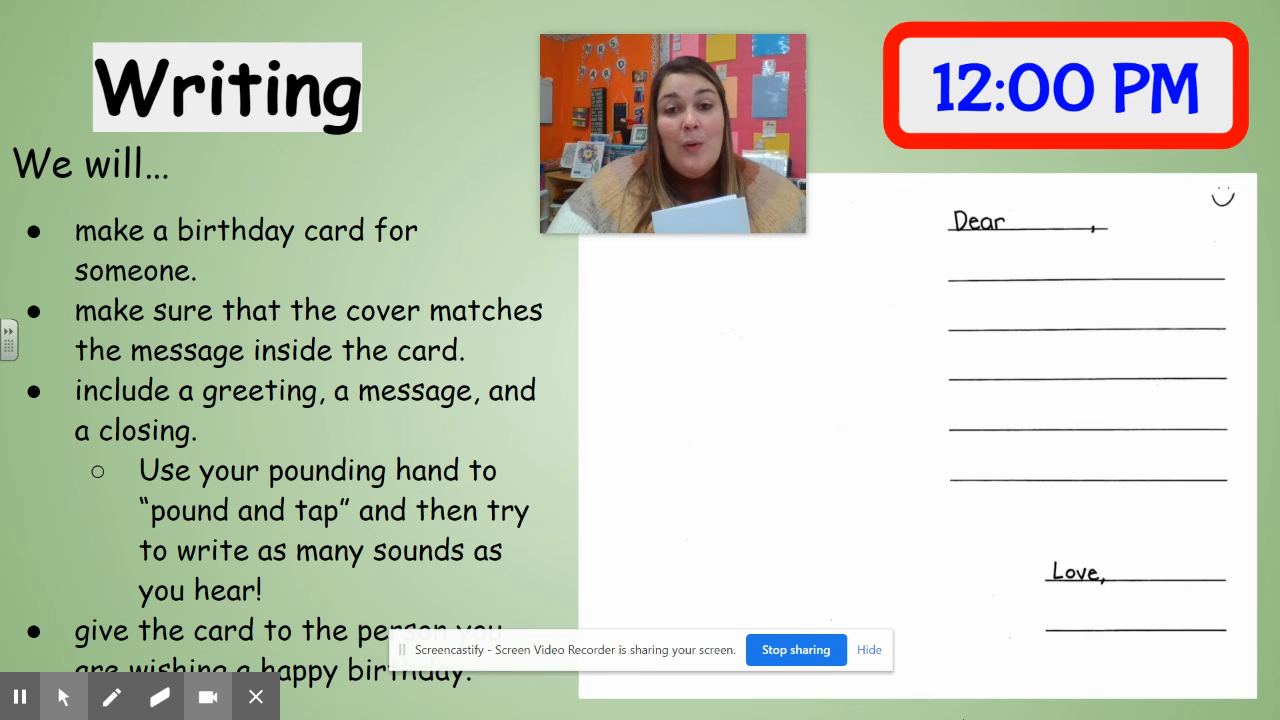 Writing
12:00 PM
We will...
make a birthday card for
someone.
make sure that the cover matches
the message inside the card.
include a greeting, a message, and
a closing.
Use your pounding hand to
“pound and tap” and then try
to write as many sounds as
you hear!
give the card to the person you
are wishing a happy birthday.
Dear ,
Love,
Screencastify - Screen Video Recorder is sharing your screen.
Stop sharing
Hide